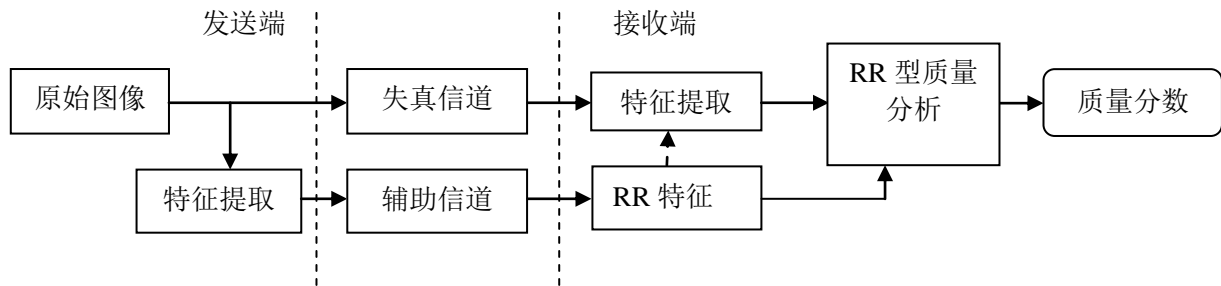 发送端
接收端
原始图像
失真信道
特征提取
RR 型质量
分析
质量分数
特征提取
辅助信道
RR 特征